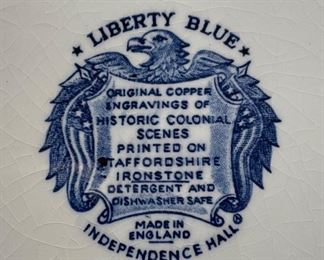 ★ LIBERTY BLUE ★
ORIGINAL COPPER
ENGRAVINGS OF
HISTORIC COLONIAL
SCENES
PRINTED ON
STAFFORDSHIRE
IRONSTONE
DETERGENT AND
DISHWASHER SAFE
MADE IN
ENGLAND
INDEPENDENCE HALL ®